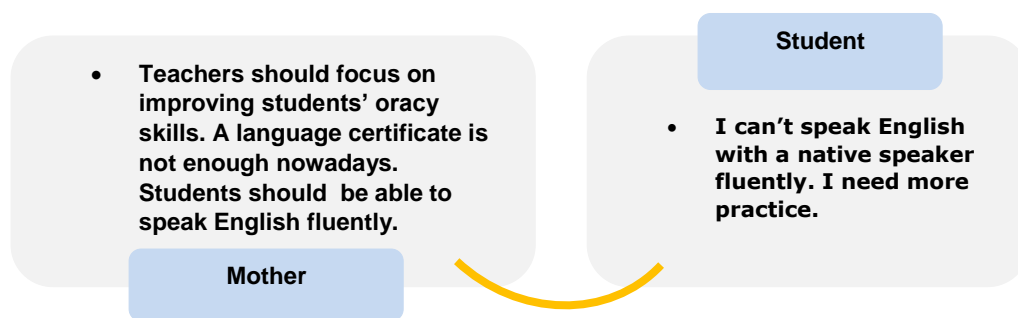 • Teachers should focus on
improving students’ oracy
skills. A language certificate is
not enough nowadays.
Students should  be able to
speak English fluently.
Mother
Student
• I can’t speak English
with a native speaker
fluently. I need more
practice.